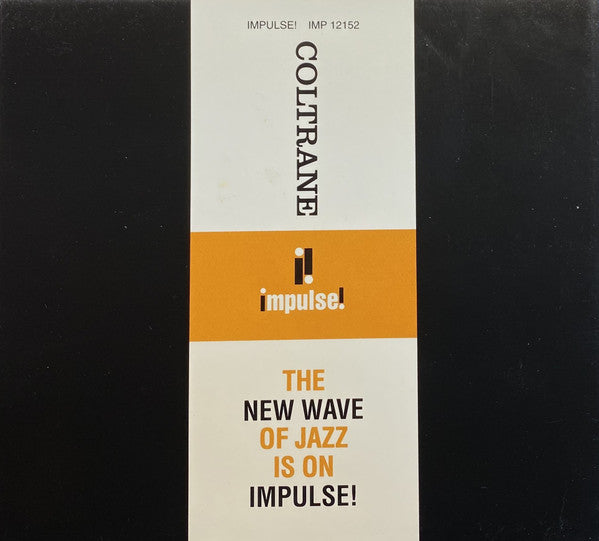 IMPULSE! IMP 12152
COLTRANE
impulse!
THE
NEW WAVE
OF JAZZ
IS ON
IMPULSE!